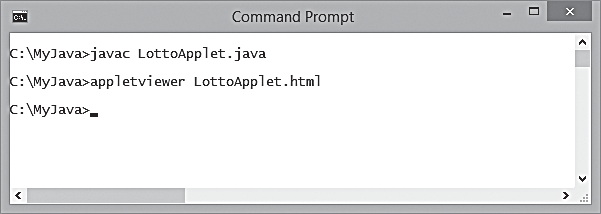 Command Prompt
C:\MyJava>javac LottoApplet.java
C:\MyJava>appletviewer LottoApplet.html
C:\MyJava>